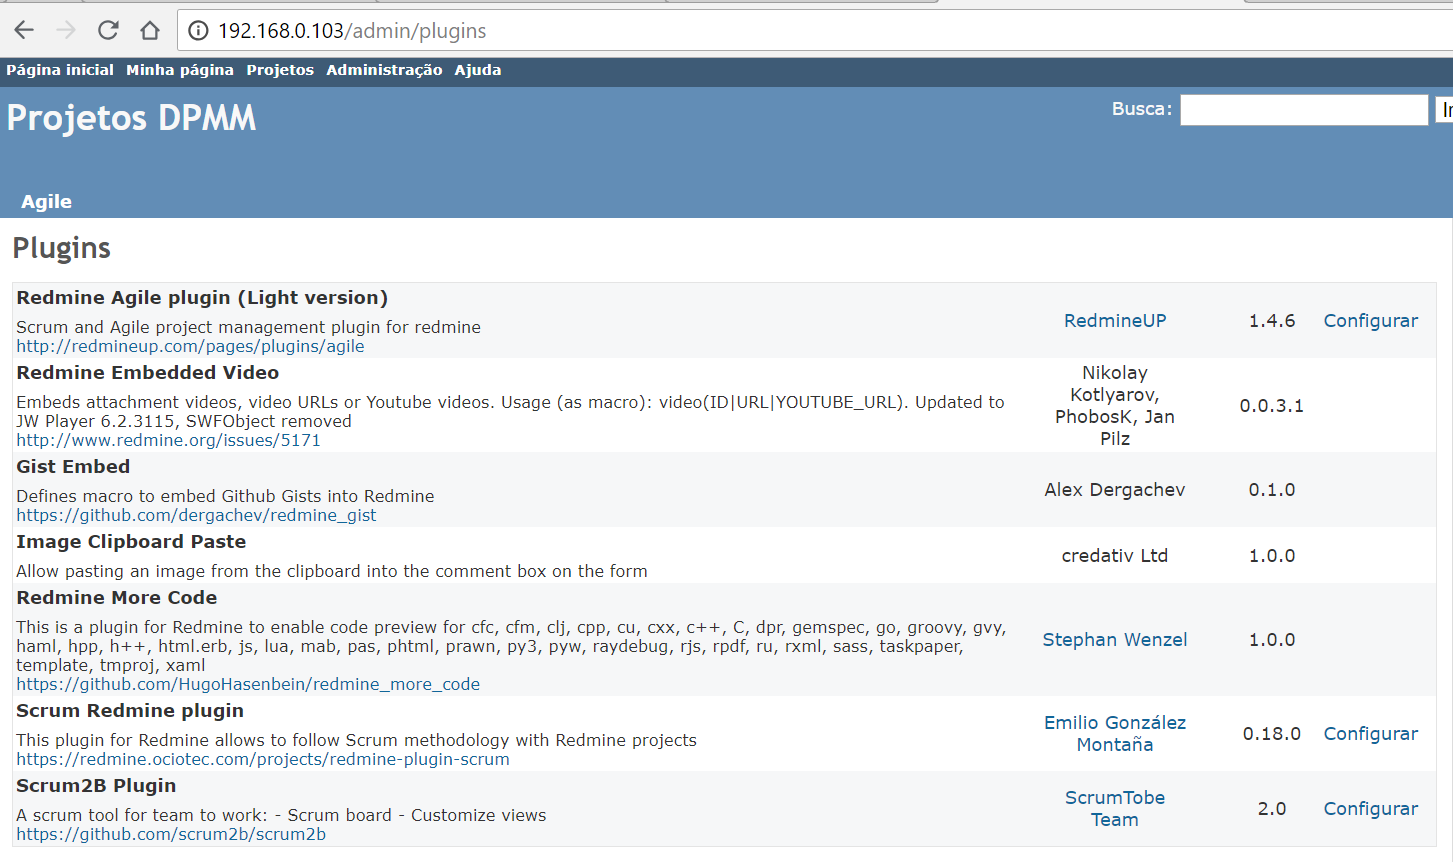 192.168.0.103/admin/plugins
Página inicial Minha página Projetos Administração Ajuda
Projetos DPMM
Busca:
Agile
Plugins
Redmine Agile plugin (Light version)
Scrum and Agile project management plugin for redmine
http://redmineup.com/pages/plugins/agile
RedmineUP
1.4.6
Configurar
Redmine Embedded Video
Embeds attachment videos, video URLs or Youtube videos. Usage (as macro): video(ID|URL|YOUTUBE_URL). Updated to
JW Player 6.2.3115, SWFObject removed
http://www.redmine.org/issues/5171
Nikolay
Kotlyarov,
PhobosK, Jan
Pilz
0.0.3.1
Gist Embed
Defines macro to embed Github Gists into Redmine
https://github.com/dergachev/redmine_gist
Alex Dergachev
0.1.0
Image Clipboard Paste
Allow pasting an image from the clipboard into the comment box on the form
credativ Ltd
1.0.0
Redmine More Code
This is a plugin for Redmine to enable code preview for cfc, cfm, clj, cpp, cu, cxx, c++, C, dpr, gemspec, go, groovy, gvy,
haml, hpp, h++, html.erb, js, lua, mab, pas, phtml, prawn, py3, pyw, raydebug, rjs, rpdf, ru, rxml, sass, taskpaper,
template, tmproj, xaml
https://github.com/HugoHasenbein/redmine_more_code
Stephan Wenzel
1.0.0
Scrum Redmine plugin
This plugin for Redmine allows to follow Scrum methodology with Redmine projects
https://redmine.ociotec.com/projects/redmine-plugin-scrum
Emilio González
Montaña
0.18.0
Configurar
Scrum2B Plugin
A scrum tool for team to work: - Scrum board - Customize views
https://github.com/scrum2b/scrum2b
ScrumTobe
Team
2.0
Configurar